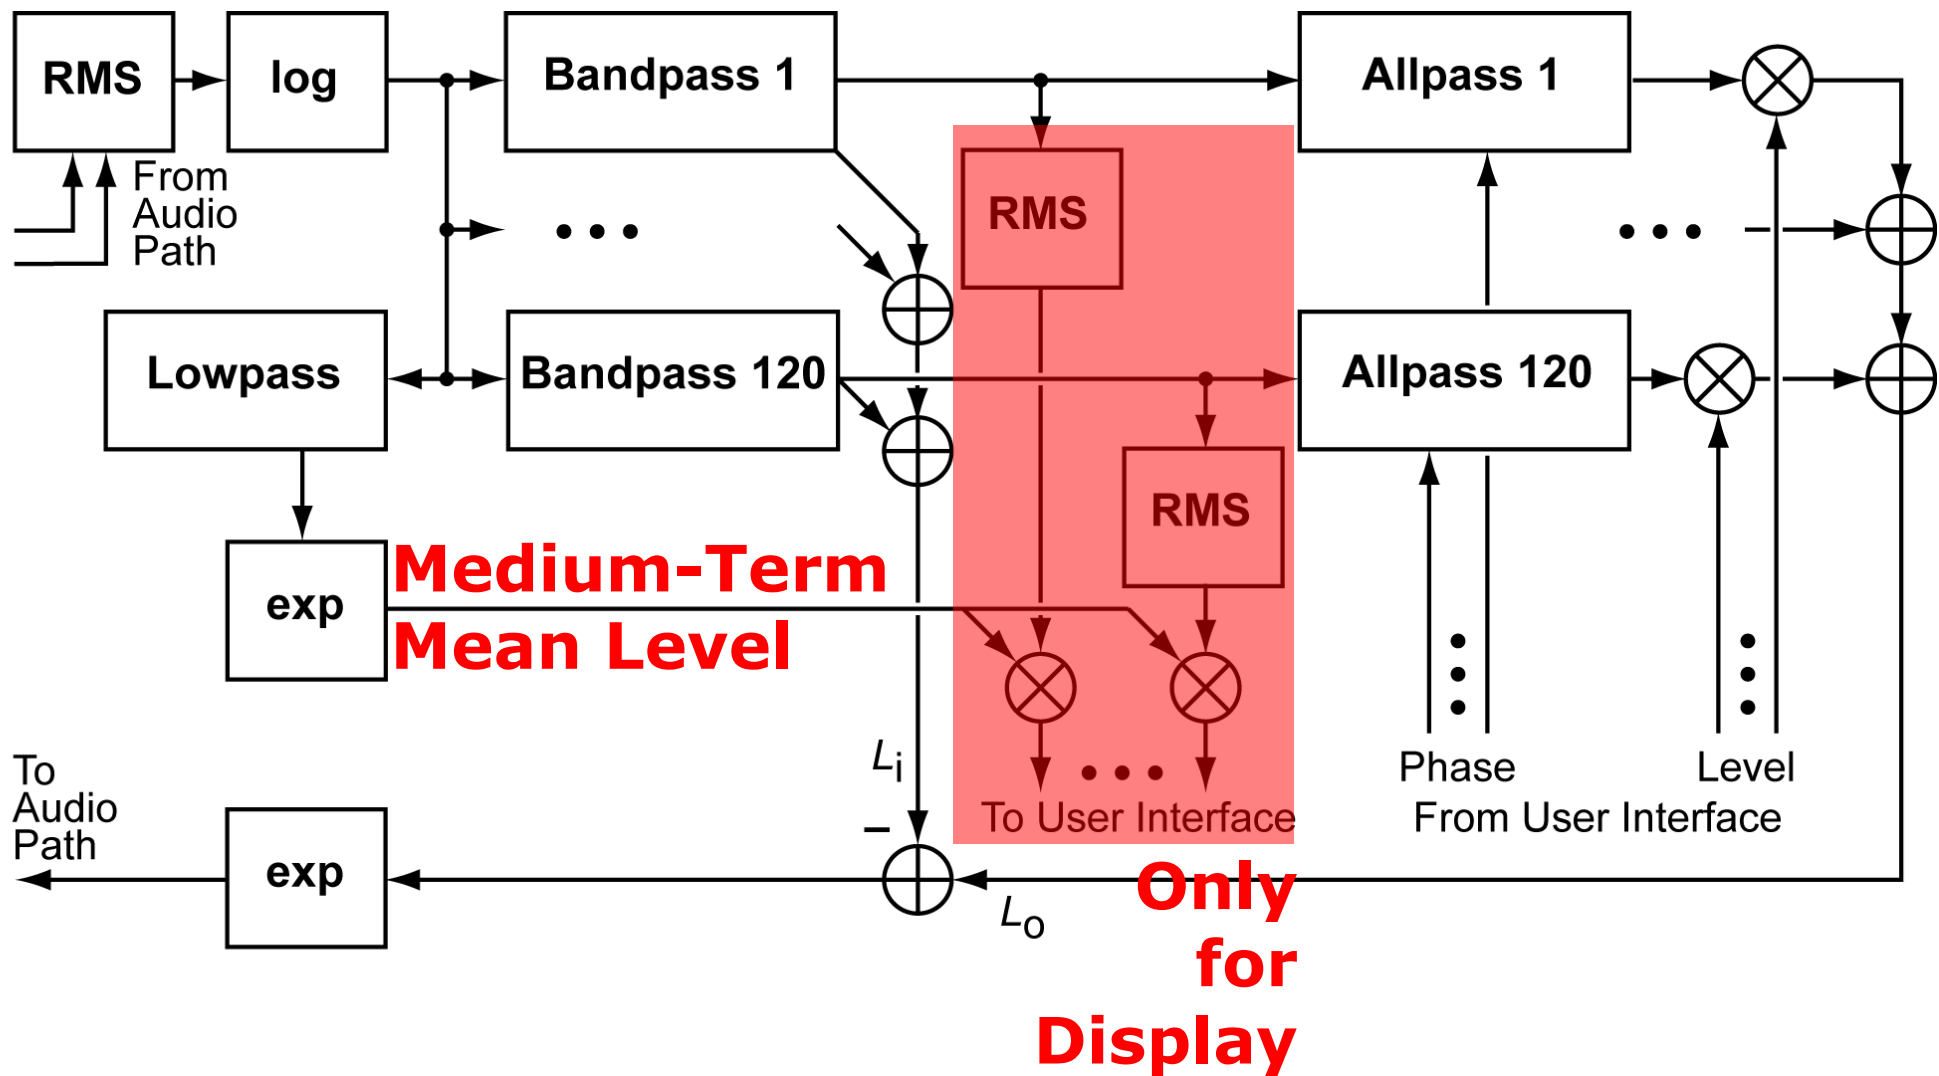 RMS
log
Bandpass 1
Allpass 1
From
Audio
Path
RMS
Lowpass
Bandpass 120
Allpass 120
RMS
exp
Medium-Term
Mean Level
To
Audio
Path
Li
–
Phase
Level
To User Interface
From User Interface
exp
Lo
Only
for
Display